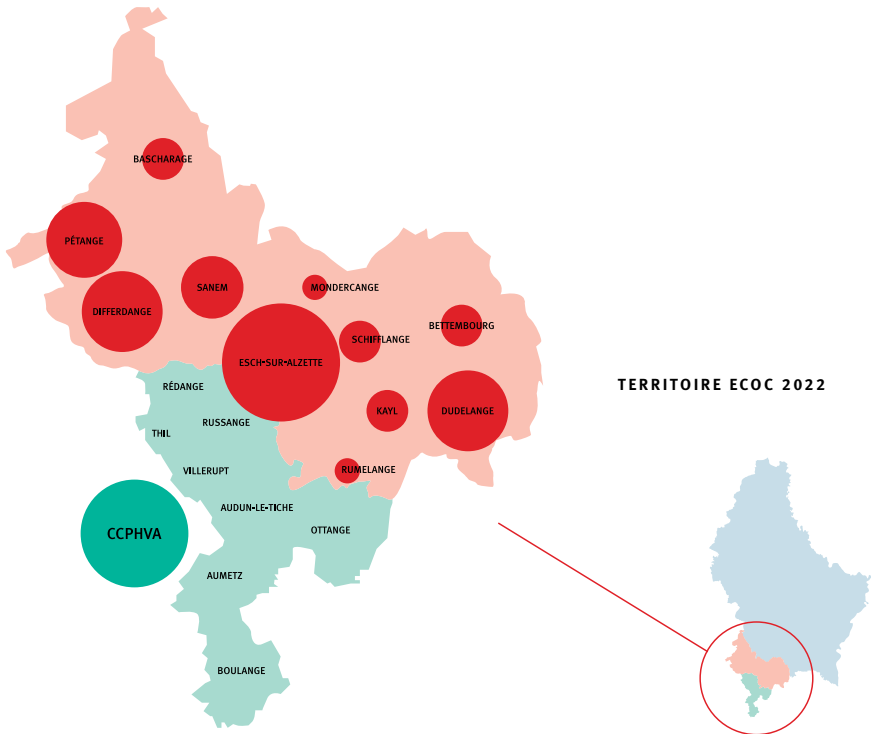 BASCHARAGE
PÉTANGE
SANEM
MONDERCANGE
DIFFERDANGE
BETTEMBOURG
SCHIFFLANGE
ESCH-SUR-ALZETTE
TERRITOIRE ECOC 2022
RÉDANGE
KAYL
DUDELANGE
RUSSANGE
THIL
VILLERUPT
RUMELANGE
AUDUN-LE-TICHE
OTTANGE
CCPHVA
AUMETZ
BOULANGE